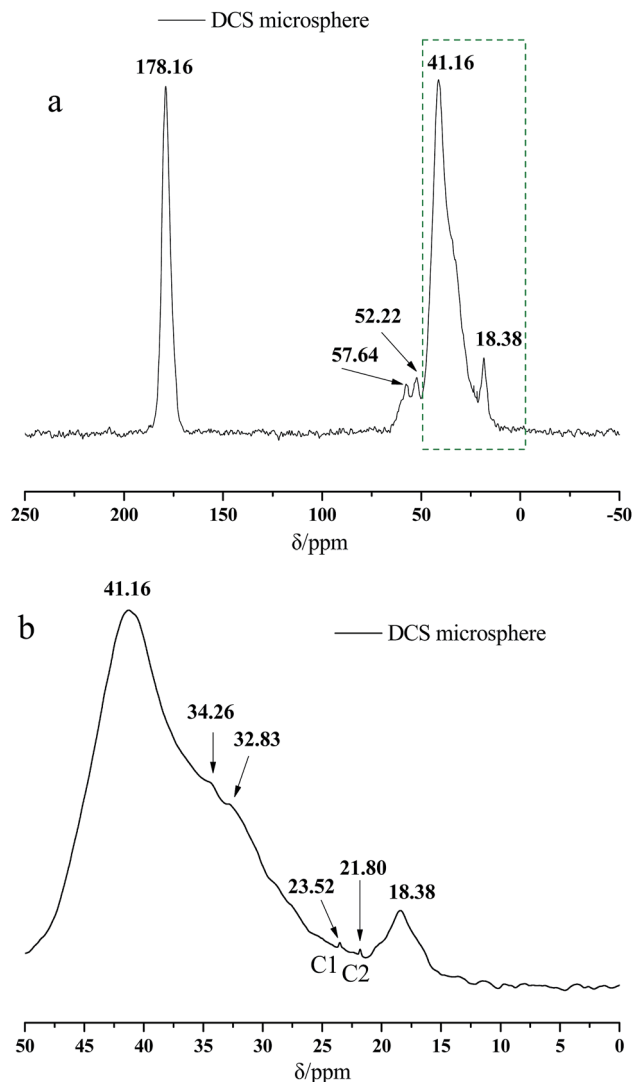 DCS microsphere
a
178.16
41.16
52.22
57.64
18.38
250 200 150 100 50 0 -50
δ/ppm
b
41.16
DCS microsphere
34.26
32.83
23.52
21.80
18.38
C1
C2
50 45 40 35 30 25 20 15 10 5 0
δ/ppm